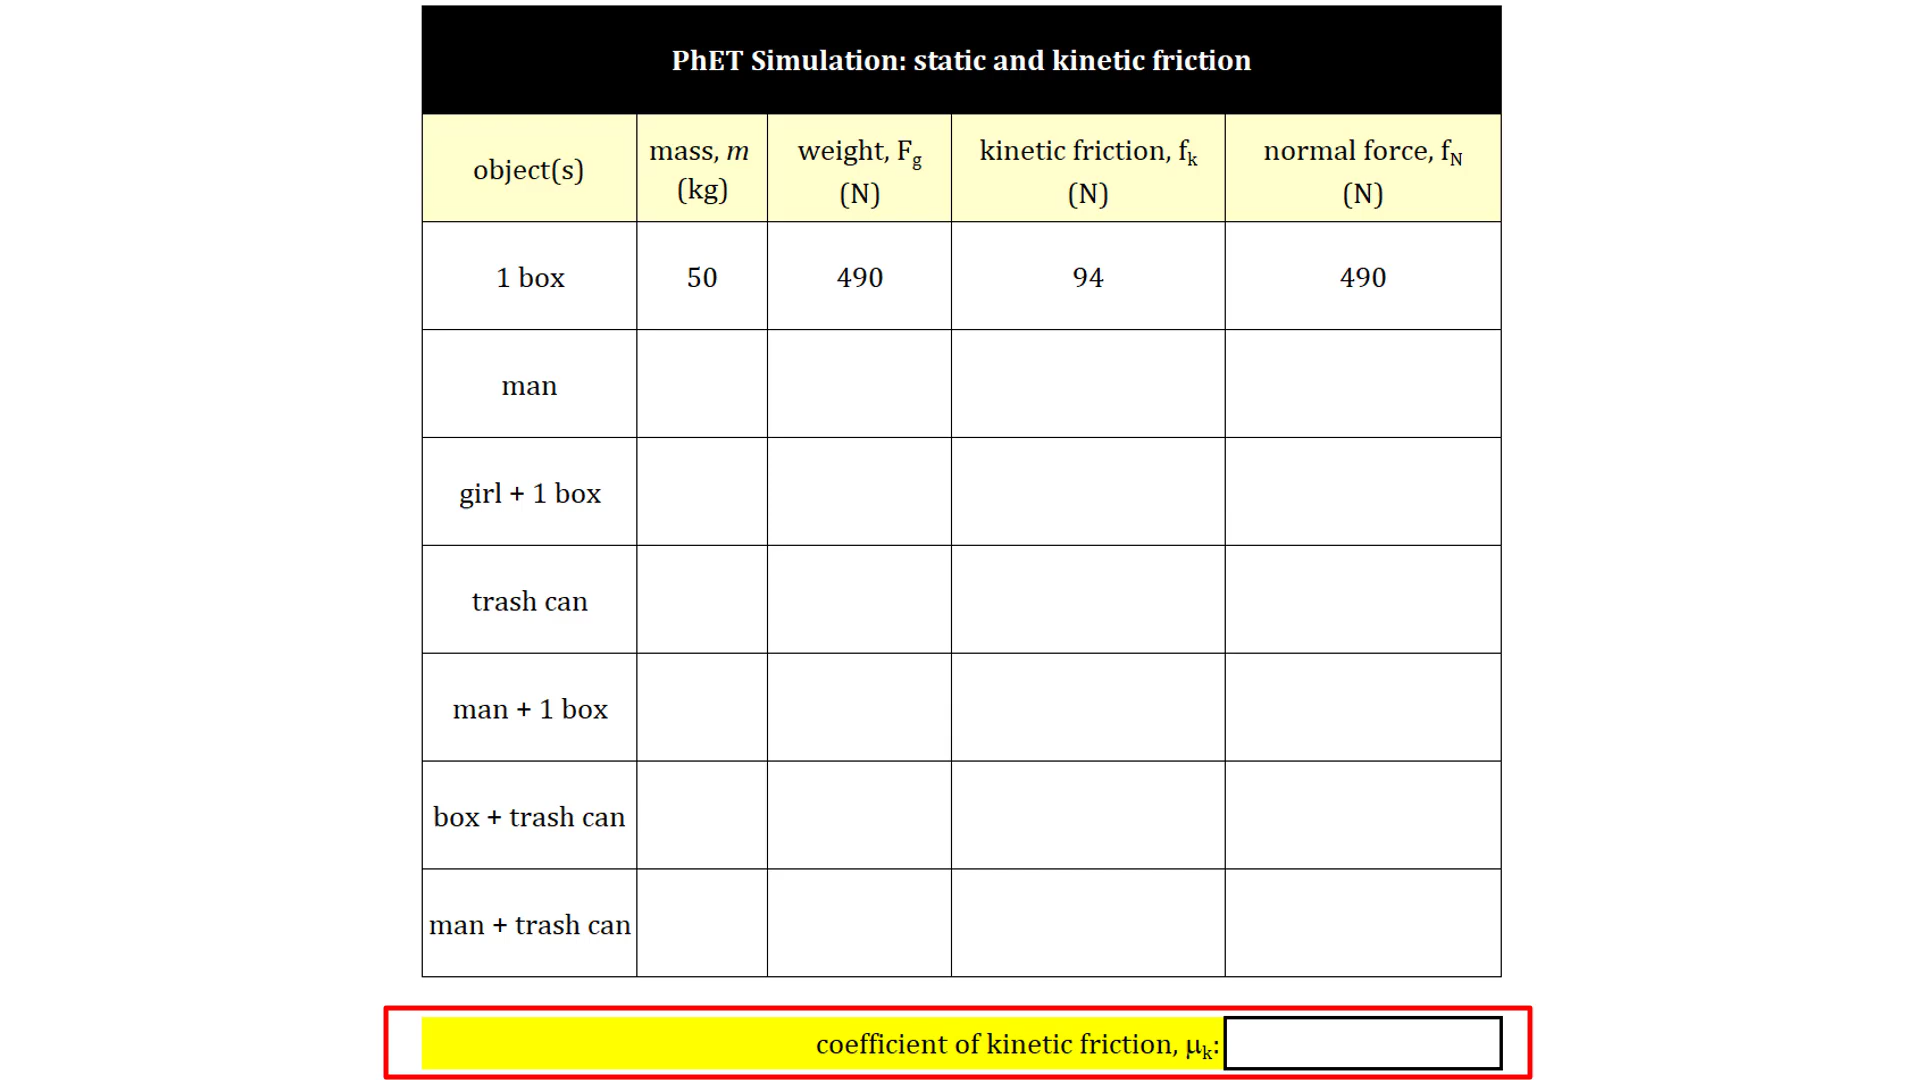 PhET Simulation: static and kinetic friction
object(s)
mass, m
(kg)
weight, Fg
(N)
kinetic friction, fk
(N)
normal force, fN
(N)
1 box 50 490 94 490
man
girl + 1 box
trash can
man + 1 box
box + trash can
man + trash can
coefficient of kinetic friction, μk: